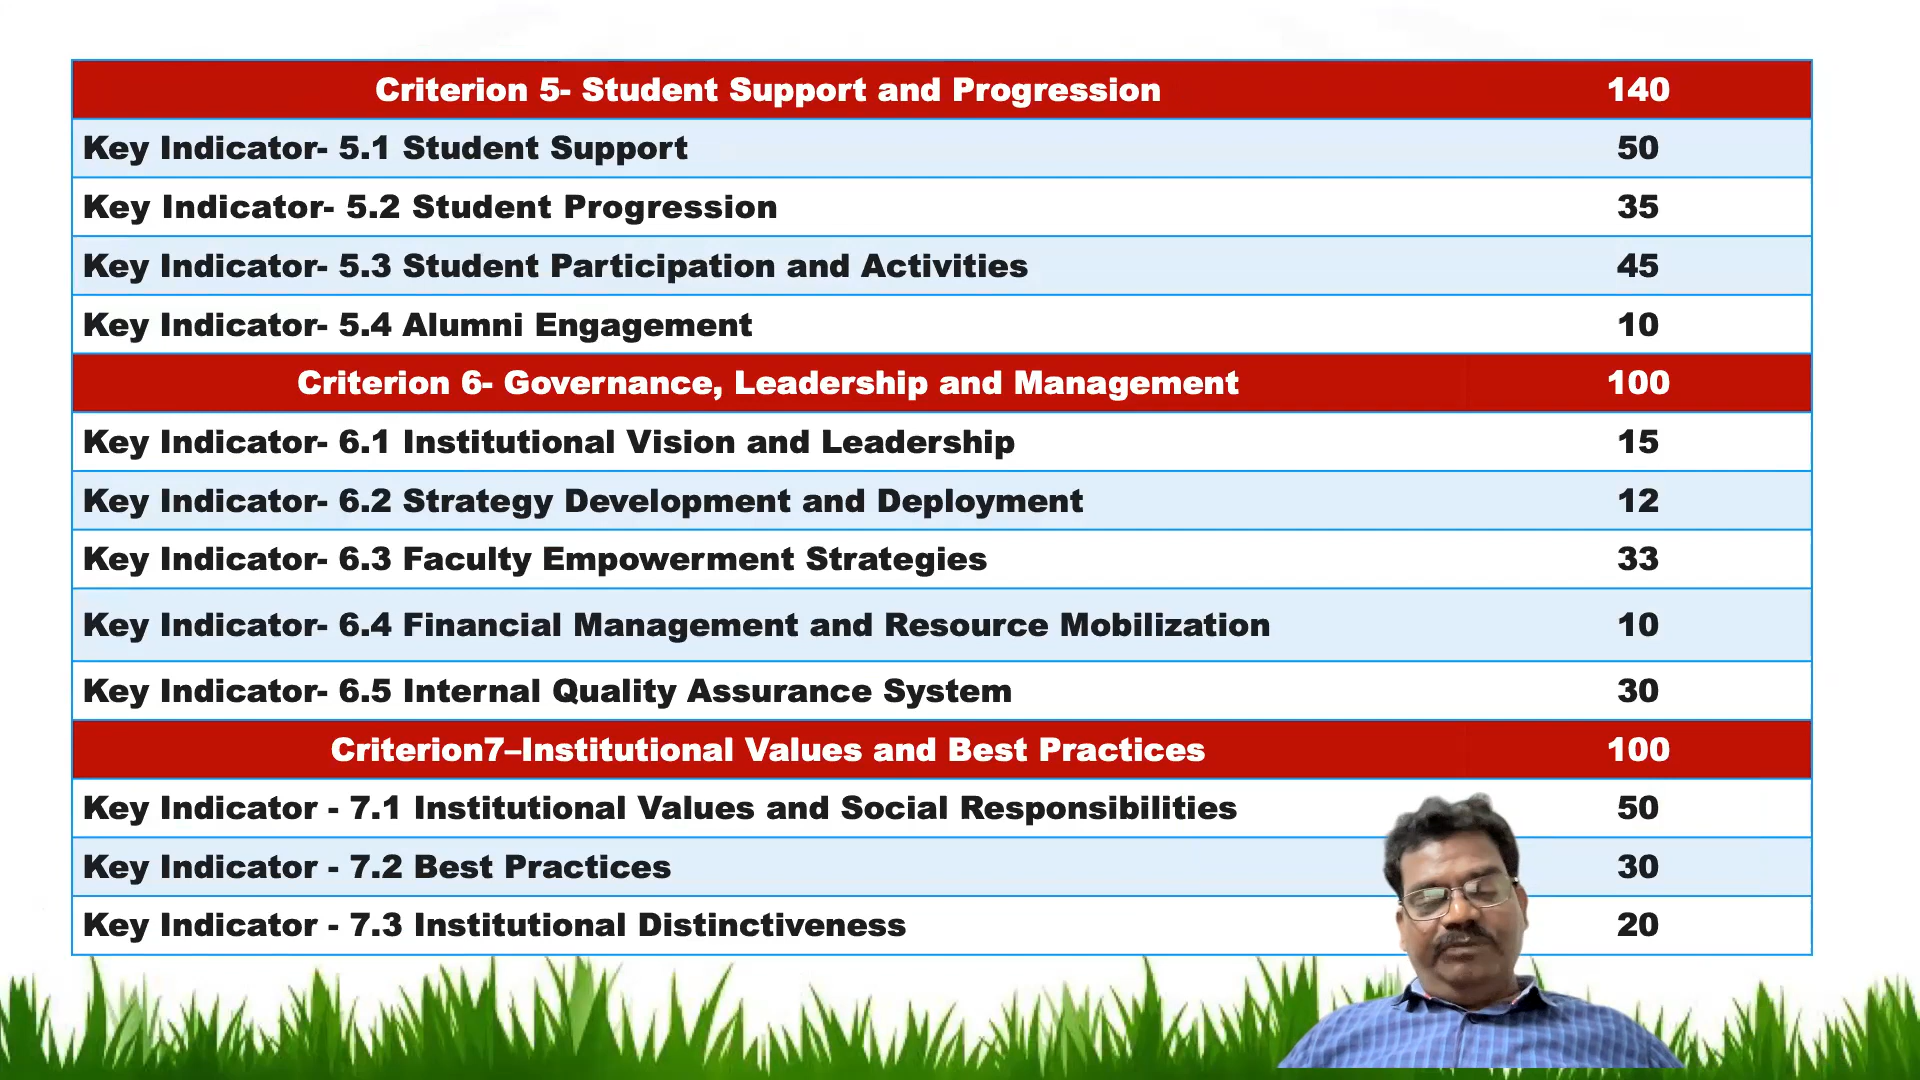 Criterion 5- Student Support and Progression 140
Key Indicator- 5.1 Student Support 50
Key Indicator- 5.2 Student Progression 35
Key Indicator- 5.3 Student Participation and Activities 45
Key Indicator- 5.4 Alumni Engagement 10
Criterion 6- Governance, Leadership and Management 100
Key Indicator- 6.1 Institutional Vision and Leadership 15
Key Indicator- 6.2 Strategy Development and Deployment 12
Key Indicator- 6.3 Faculty Empowerment Strategies 33
Key Indicator- 6.4 Financial Management and Resource Mobilization 10
Key Indicator- 6.5 Internal Quality Assurance System 30
Criterion7–Institutional Values and Best Practices 100
Key Indicator - 7.1 Institutional Values and Social Responsibilities 50
Key Indicator - 7.2 Best Practices 30
Key Indicator - 7.3 Institutional Distinctiveness 20